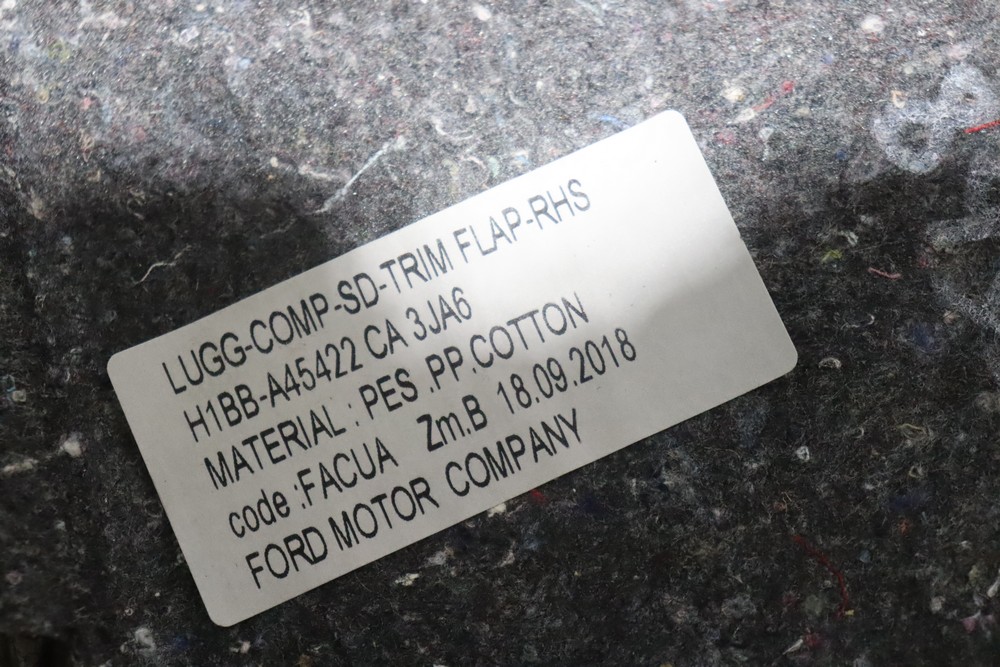 LUGG-COMP-SD-TRIM FLAP-RHS
H1BB-A45422 CA 3JA6
MATERIAL : PES .PP.COTTON
code :FACUA Zm.B 18.09.2018
FORD MOTOR COMPANY